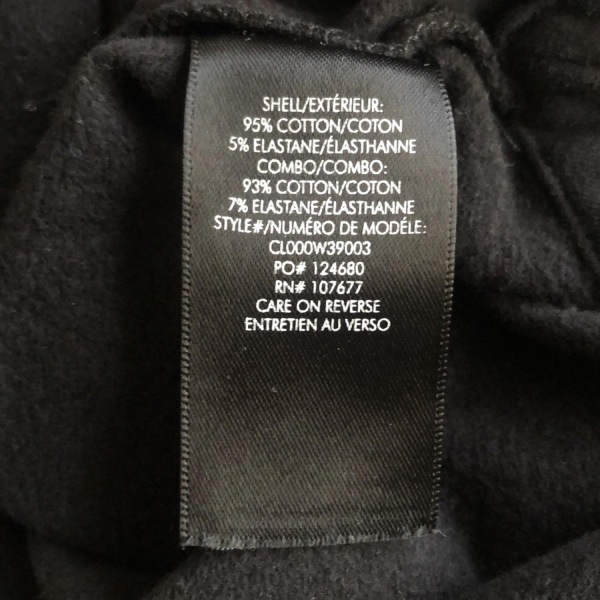 SHELL/EXTÉRIEUR:
95% COTTON/COTON
5% ELASTANE/ÉLASTHANNE
COMBO/COMBO:
93% COTTON/COTON
7% ELASTANE/ÉLASTHANNE
STYLE#/NUMÉRO DE MODÉLE:
CL000W39003
PO# 124680
RN# 107677
CARE ON REVERSE
ENTRETIEN AU VERSO